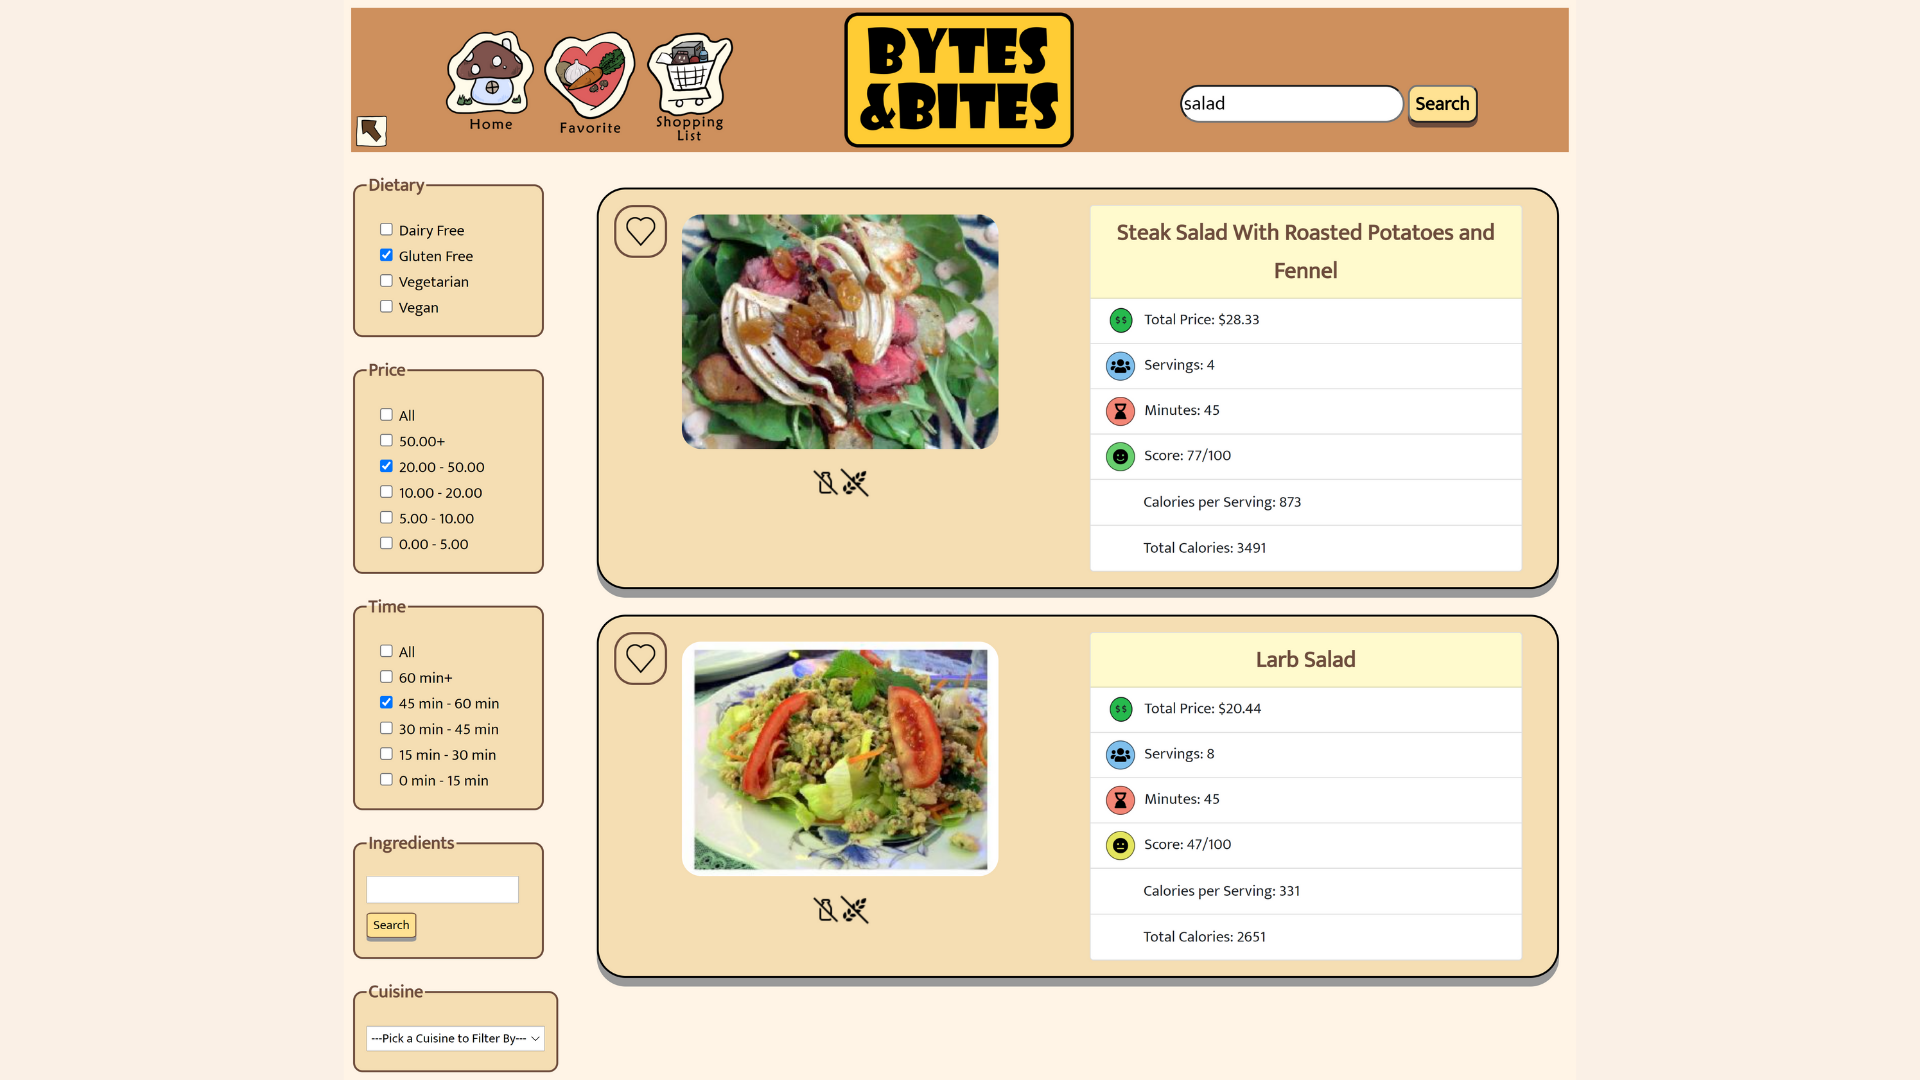 Home
Favorite
Shopping
List
BYTES
&BITES
salad
Search
Dietary
Dairy Free
Gluten Free
Vegetarian
Vegan
Price
All
50.00+
20.00 - 50.00
10.00 - 20.00
5.00 - 10.00
0.00 - 5.00
Time
All
60 min+
45 min - 60 min
30 min - 45 min
15 min - 30 min
0 min - 15 min
Ingredients
Search
Cuisine
---Pick a Cuisine to Filter By---
Steak Salad With Roasted Potatoes and
Fennel
$$ Total Price: $28.33
Servings: 4
Minutes: 45
Score: 77/100
Calories per Serving: 873
Total Calories: 3491
Larb Salad
$$ Total Price: $20.44
Servings: 8
Minutes: 45
Score: 47/100
Calories per Serving: 331
Total Calories: 2651